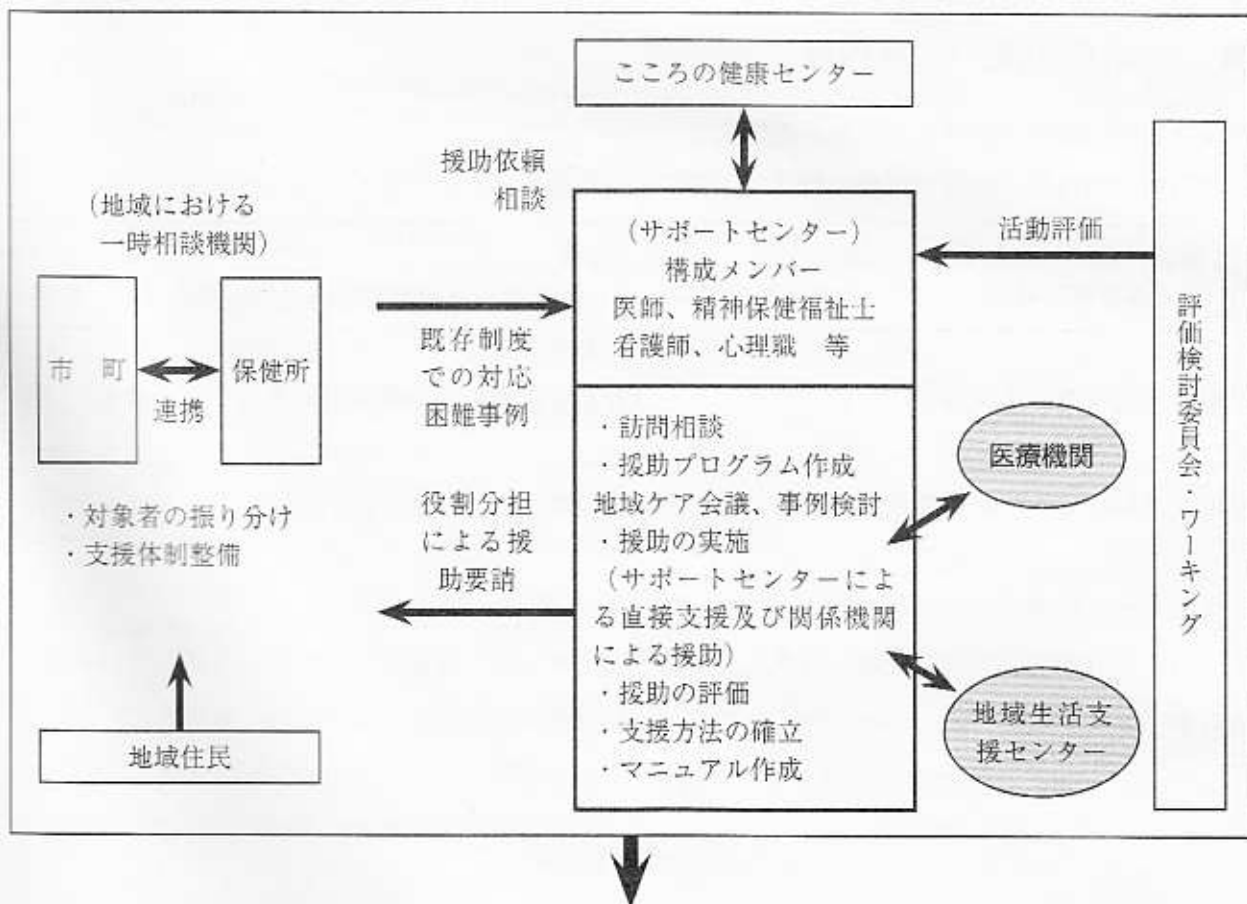 こころの健康センター
援助依頼
相談
(地域における
一時相談機関)
市 町
連携
保健所
・対象者の振り分け
・支援体制整備
地域住民
既存制度
での対応
困難事例
役割分担
による援
助要請
(サポートセンター)
構成メンバー
医師、精神保健福祉士
看護師、心理職 等
・訪問相談
・援助プログラム作成
地域ケア会議、事例検討
・援助の実施
(サポートセンターによ
る直接支援及び関係機関
による援助)
・援助の評価
・支援方法の確立
・マニュアル作成
活動評価
医療機関
地域生活支
援センター
評価検討委員会・ワーキング